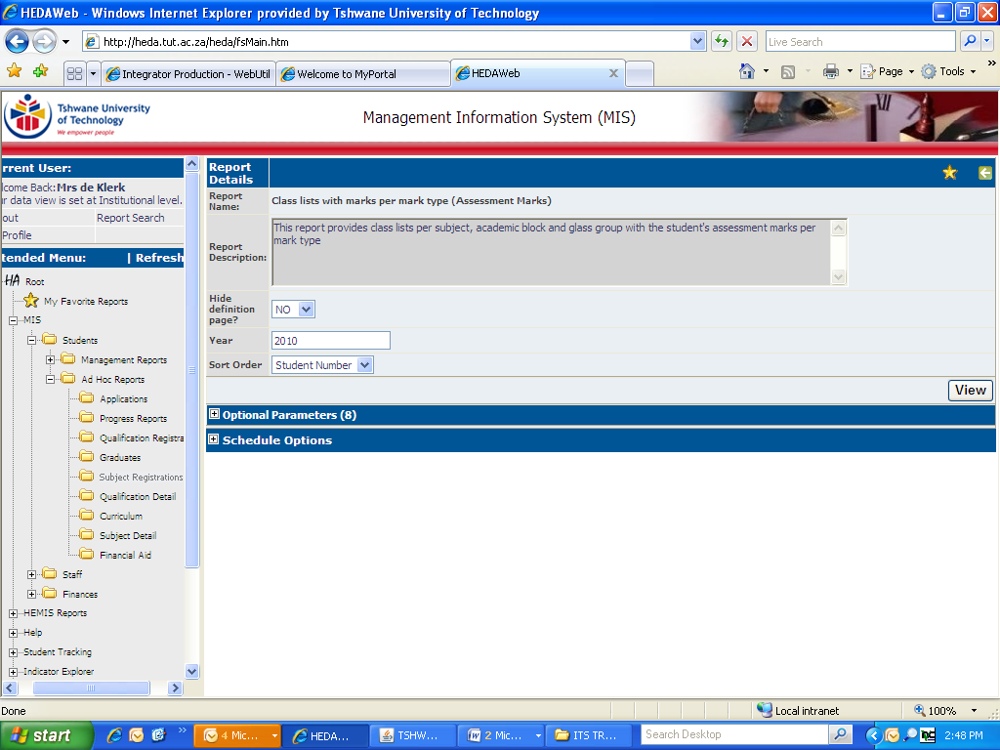 HEDAWeb - Windows Internet Explorer provided by Tshwane University of Technology
http://heda.tut.ac.za/heda/fsMain.htm
Live Search
Integrator Production - WebUtil
Welcome to MyPortal
HEDAWeb
Page
Tools
Tshwane University
of Technology
We empower people
Management Information System (MIS)
rrent User:
lcome Back: Mrs de Klerk
r data view is set at Institutional level.
out Report Search
Profile
tended Menu: | Refresh
HA Root
My Favorite Reports
MIS
Students
Management Reports
Ad Hoc Reports
Applications
Progress Reports
Qualification Registra
Graduates
Subject Registrations
Qualification Detail
Curriculum
Subject Detail
Financial Aid
Staff
Finances
HEMIS Reports
Help
Student Tracking
Indicator Explorer
Report
Details
Report
Name:
Class lists with marks per mark type (Assessment Marks)
Report
Description:
This report provides class lists per subject, academic block and glass group with the student's assessment marks per
mark type
Hide
definition
page?
NO
Year
2010
Sort Order
Student Number
View
Optional Parameters (8)
Schedule Options
Done
Local intranet
100%
start
4 Mic...
HEDA...
TSHW...
2 Mic...
ITS TR...
Search Desktop
2:48 PM